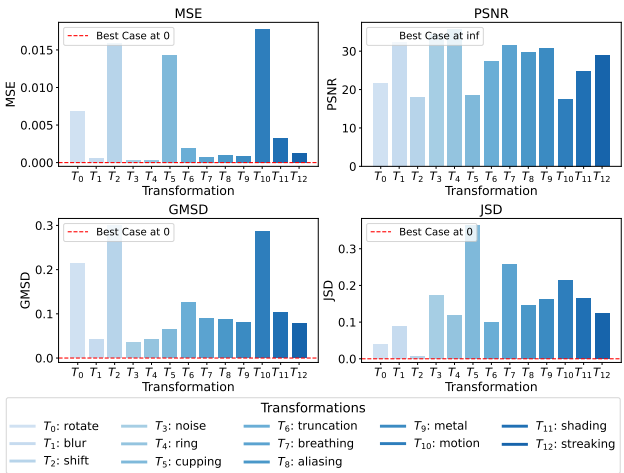 MSE
Best Case at 0
0.015
0.010
0.005
0.000
MSE
T₀ T₁ T₂ T₃ T₄ T₅ T₆ T₇ T₈ T₉ T₁₀ T₁₁ T₁₂
Transformation
PSNR
Best Case at inf
30
20
10
0
PSNR
T₀ T₁ T₂ T₃ T₄ T₅ T₆ T₇ T₈ T₉ T₁₀ T₁₁ T₁₂
Transformation
GMSD
Best Case at 0
0.3
0.2
0.1
0.0
GMSD
T₀ T₁ T₂ T₃ T₄ T₅ T₆ T₇ T₈ T₉ T₁₀ T₁₁ T₁₂
Transformation
JSD
Best Case at 0
0.3
0.2
0.1
0.0
JSD
T₀ T₁ T₂ T₃ T₄ T₅ T₆ T₇ T₈ T₉ T₁₀ T₁₁ T₁₂
Transformation
Transformations
T₀: rotate
T₁: blur
T₂: shift
T₃: noise
T₄: ring
T₅: cupping
T₆: truncation
T₇: breathing
T₈: aliasing
T₉: metal
T₁₀: motion
T₁₁: shading
T₁₂: streaking